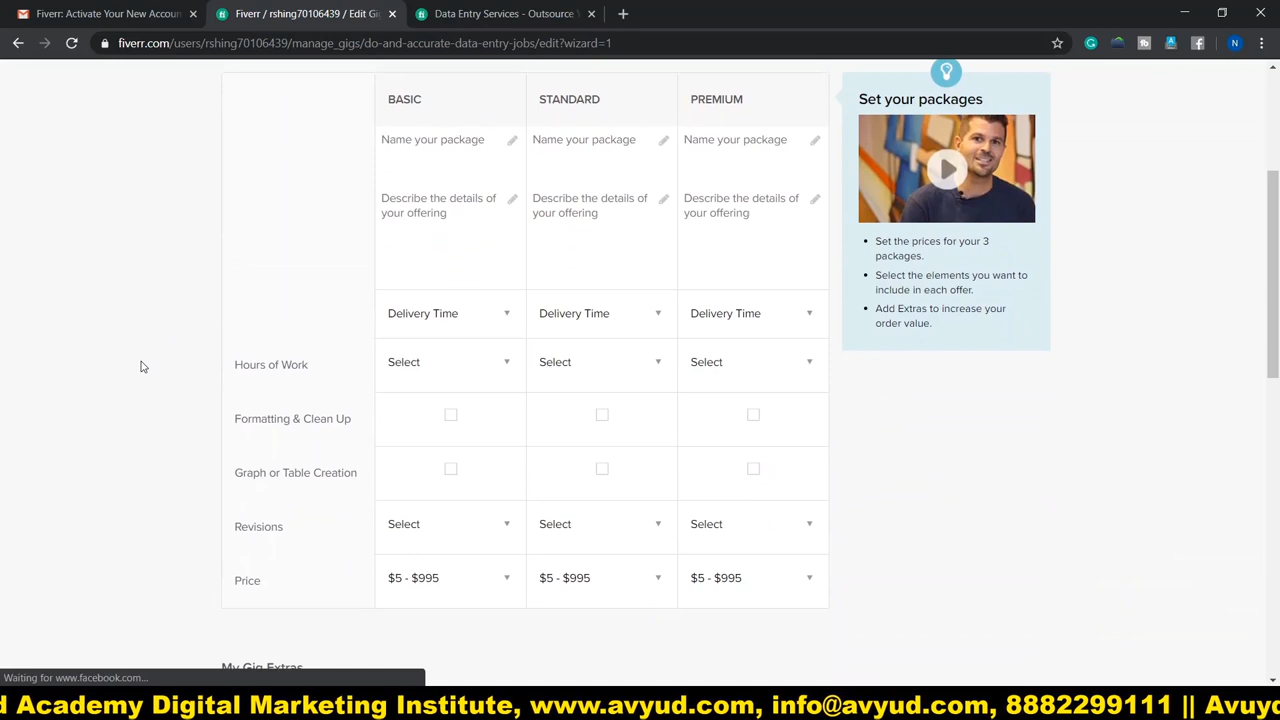 Fiverr: Activate Your New Accoun
Fiverr / rshing70106439 / Edit Gi
Data Entry Services - Outsource Y
fiverr.com/users/rshing70106439/manage_gigs/do-and-accurate-data-entry-jobs/edit?wizard=1
BASIC STANDARD PREMIUM
Name your package Name your package Name your package
Describe the details of your offering
Describe the details of your offering
Describe the details of your offering
Delivery Time Delivery Time Delivery Time
Hours of Work Select Select Select
Formatting & Clean Up
Graph or Table Creation
Revisions Select Select Select
Price $5 - $995 $5 - $995 $5 - $995
My Gig Extras
Set your packages
• Set the prices for your 3
packages.
• Select the elements you want to
include in each offer.
• Add Extras to increase your
order value.
Waiting for www.facebook.com...
d Academy Digital Marketing Institute, www.avyud.com, info@avyud.com, 8882299111 || Avuyd